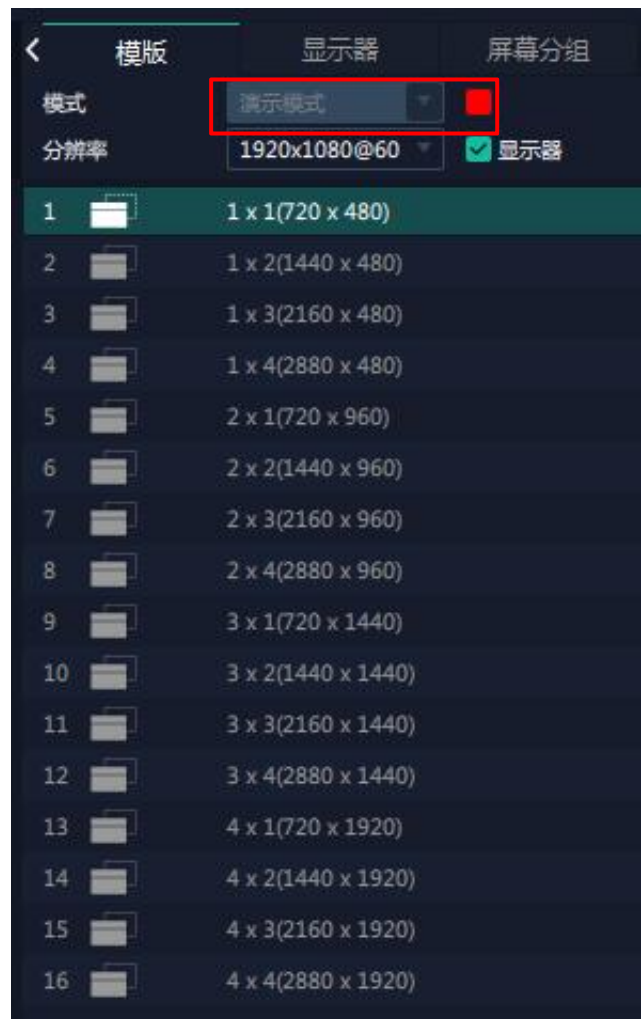 模版 显示器 屏幕分组
模式 演示模式
分辨率 1920x1080@60 显示器
1 1 x 1(720 x 480)
2 1 x 2(1440 x 480)
3 1 x 3(2160 x 480)
4 1 x 4(2880 x 480)
5 2 x 1(720 x 960)
6 2 x 2(1440 x 960)
7 2 x 3(2160 x 960)
8 2 x 4(2880 x 960)
9 3 x 1(720 x 1440)
10 3 x 2(1440 x 1440)
11 3 x 3(2160 x 1440)
12 3 x 4(2880 x 1440)
13 4 x 1(720 x 1920)
14 4 x 2(1440 x 1920)
15 4 x 3(2160 x 1920)
16 4 x 4(2880 x 1920)